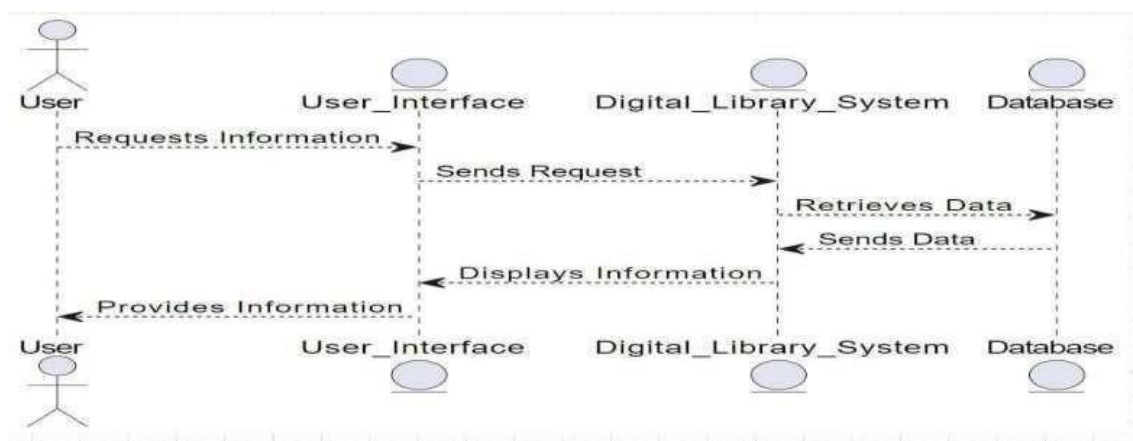 User User_Interface Digital_Library_System Database
Requests Information
Sends Request
Retrieves Data
Sends Data
Displays Information
Provides Information
User User_Interface Digital_Library_System Database